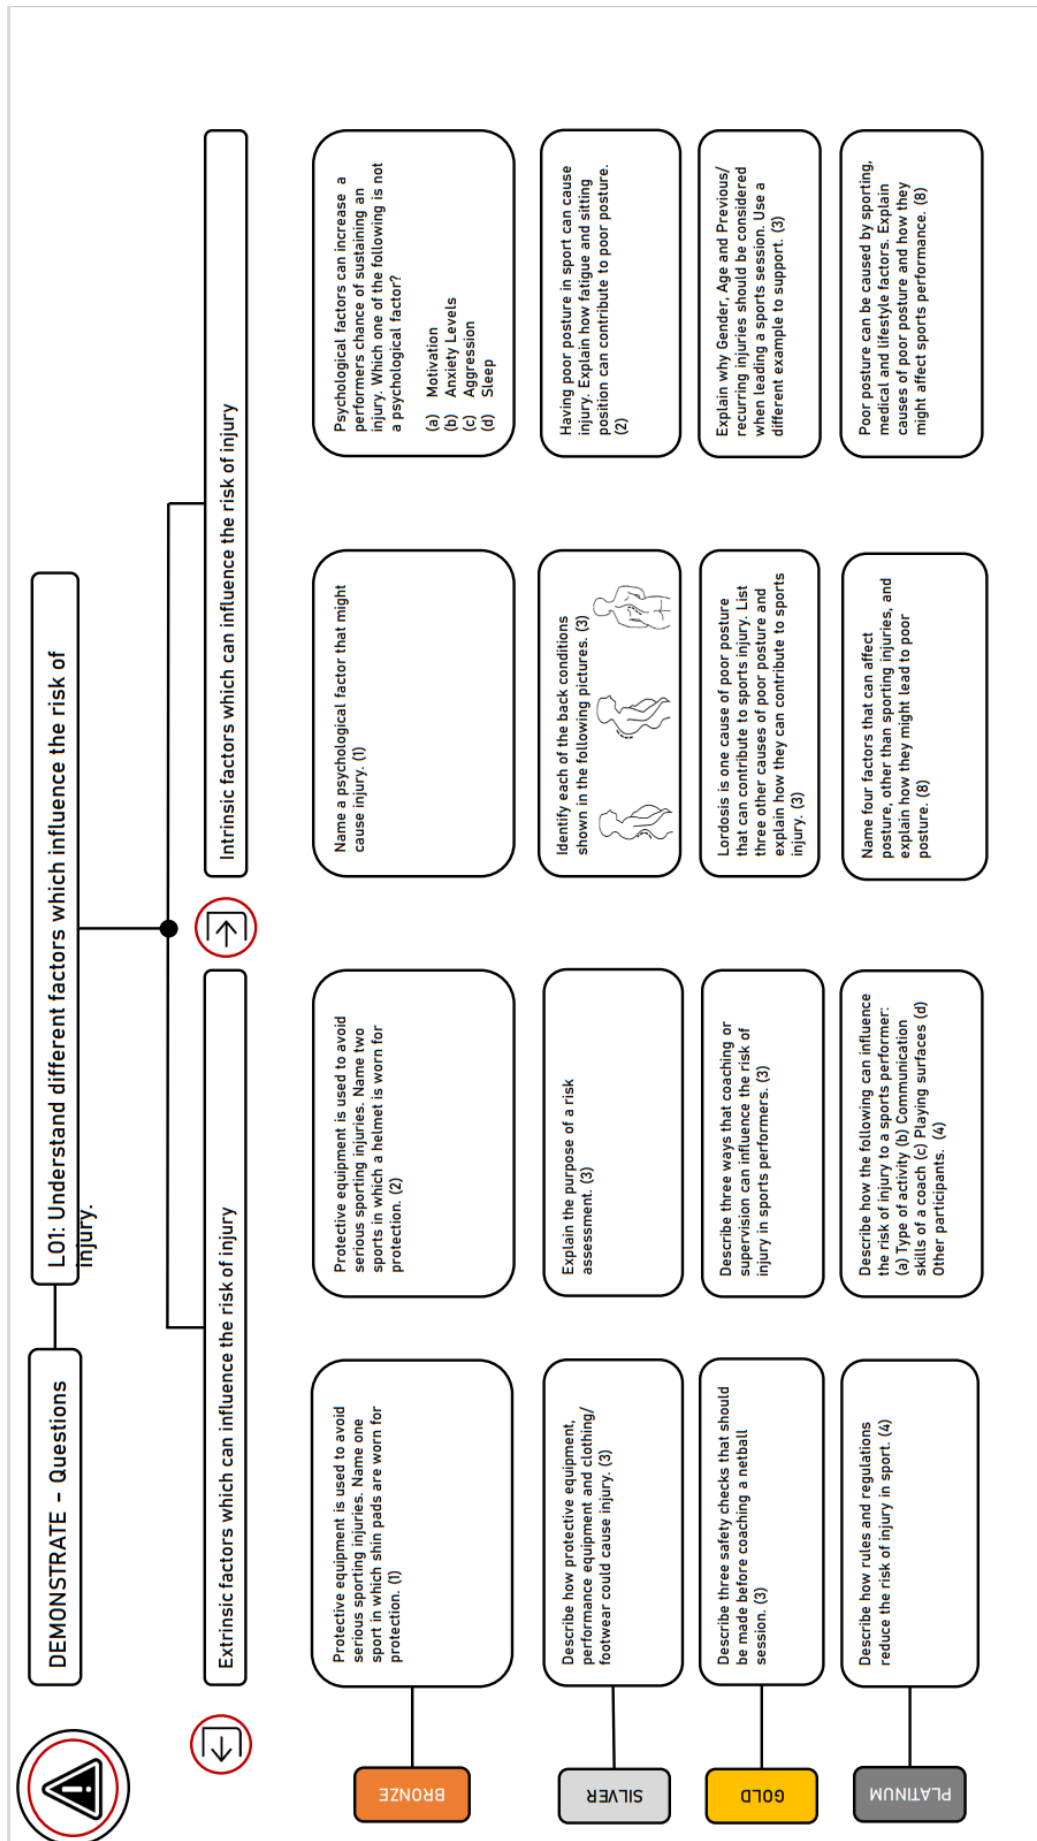 DEMONSTRATE – Questions
LO1: Understand different factors which influence the risk of
injury.
Extrinsic factors which can influence the risk of injury
Intrinsic factors which can influence the risk of injury
BRONZE
Protective equipment is used to avoid
serious sporting injuries. Name one
sport in which shin pads are worn for
protection. (1)
Protective equipment is used to avoid
serious sporting injuries. Name two
sports in which a helmet is worn for
protection. (2)
Name a psychological factor that might
cause injury. (1)
Psychological factors can increase a
performers chance of sustaining an
injury. Which one of the following is not
a psychological factor?
(a) Motivation
(b) Anxiety Levels
(c) Aggression
(d) Sleep
SILVER
Describe how protective equipment,
performance equipment and clothing/
footwear could cause injury. (3)
Explain the purpose of a risk
assessment. (3)
Identify each of the back conditions
shown in the following pictures. (3)
Having poor posture in sport can cause
injury. Explain how fatigue and sitting
position can contribute to poor posture.
(2)
GOLD
Describe three safety checks that should
be made before coaching a netball
session. (3)
Describe three ways that coaching or
supervision can influence the risk of
injury in sports performers. (3)
Lordosis is one cause of poor posture
that can contribute to sports injury. List
three other causes of poor posture and
explain how they can contribute to sports
injury. (3)
Explain why Gender, Age and Previous/
recurring injuries should be considered
when leading a sports session. Use a
different example to support. (3)
PLATINUM
Describe how rules and regulations
reduce the risk of injury in sport. (4)
Describe how the following can influence
the risk of injury to a sports performer:
(a) Type of activity (b) Communication
skills of a coach (c) Playing surfaces (d)
Other participants. (4)
Name four factors that can affect
posture, other than sporting injuries, and
explain how they might lead to poor
posture. (8)
Poor posture can be caused by sporting,
medical and lifestyle factors. Explain
causes of poor posture and how they
might affect sports performance. (8)